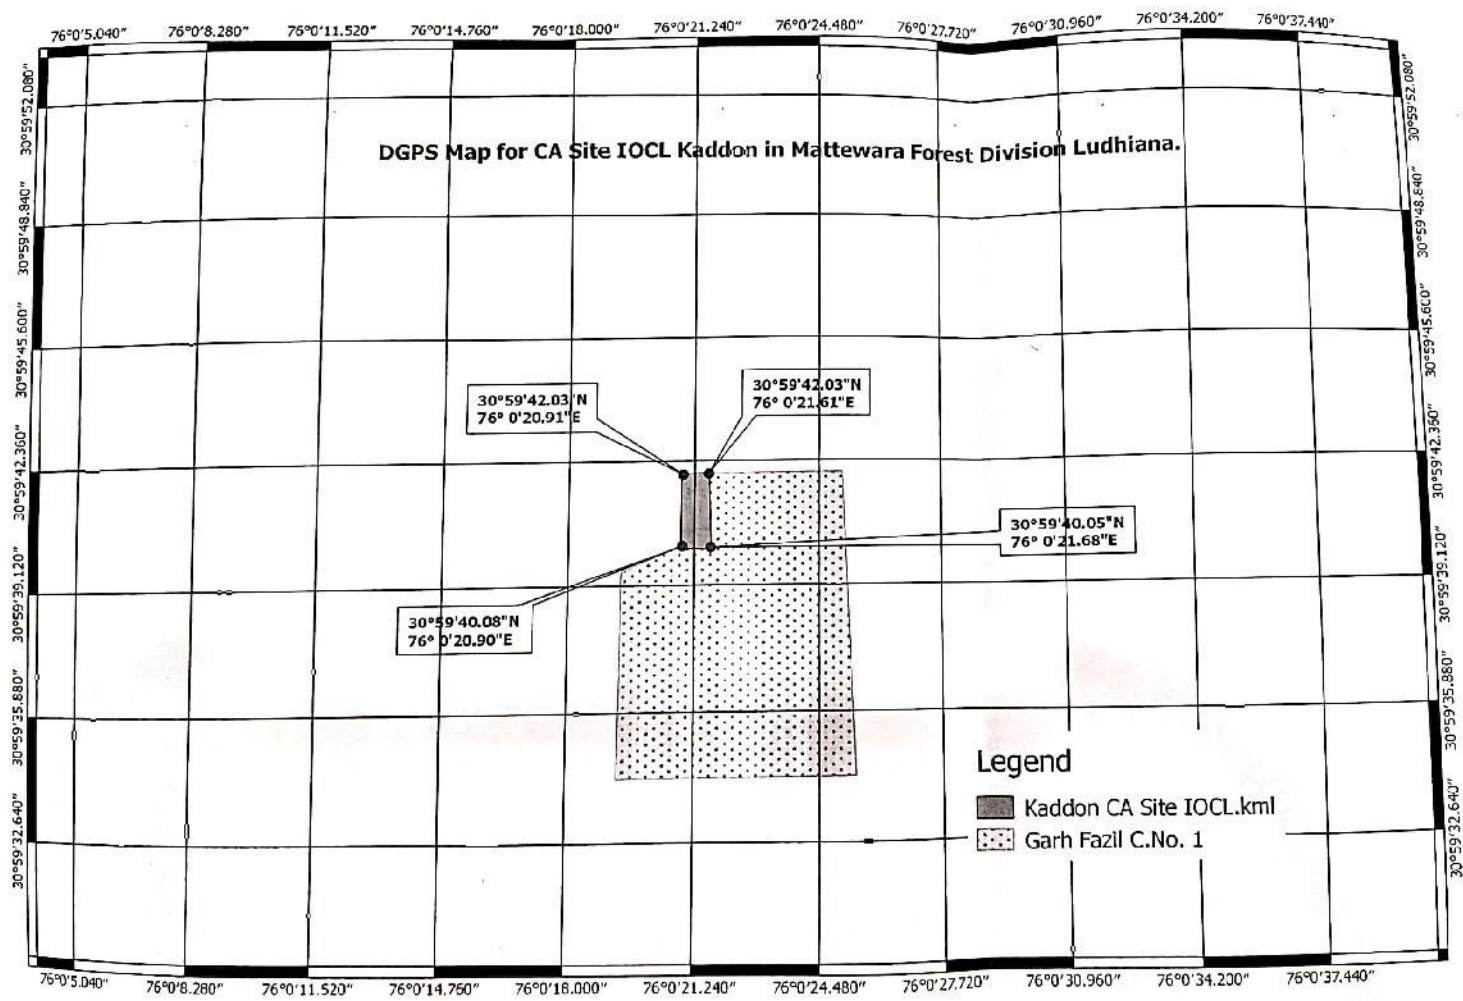 76°0'5.040" 76°0'8.280" 76°0'11.520" 76°0'14.760" 76°0'18.000" 76°0'21.240" 76°0'24.480" 76°0'27.720" 76°0'30.960" 76°0'34.200" 76°0'37.440"
30°59'52.080" 30°59'52.080"
DGPS Map for CA Site IOCL Kaddon in Mattewara Forest Division Ludhiana.
30°59'48.840" 30°59'48.840"
30°59'45.600" 30°59'45.600"
30°59'42.03"N
76° 0'20.91"E
30°59'42.03"N
76° 0'21.61"E
30°59'42.360" 30°59'42.360"
30°59'40.05"N
76° 0'21.68"E
30°59'39.120" 30°59'39.120"
30°59'40.08"N
76° 0'20.90"E
30°59'35.880" 30°59'35.880"
Legend
Kaddon CA Site IOCL.kml
Garh Fazil C.No. 1
30°59'32.640" 30°59'32.640"
76°0'5.040" 76°0'8.280" 76°0'11.520" 76°0'14.760" 76°0'18.000" 76°0'21.240" 76°0'24.480" 76°0'27.720" 76°0'30.960" 76°0'34.200" 76°0'37.440"